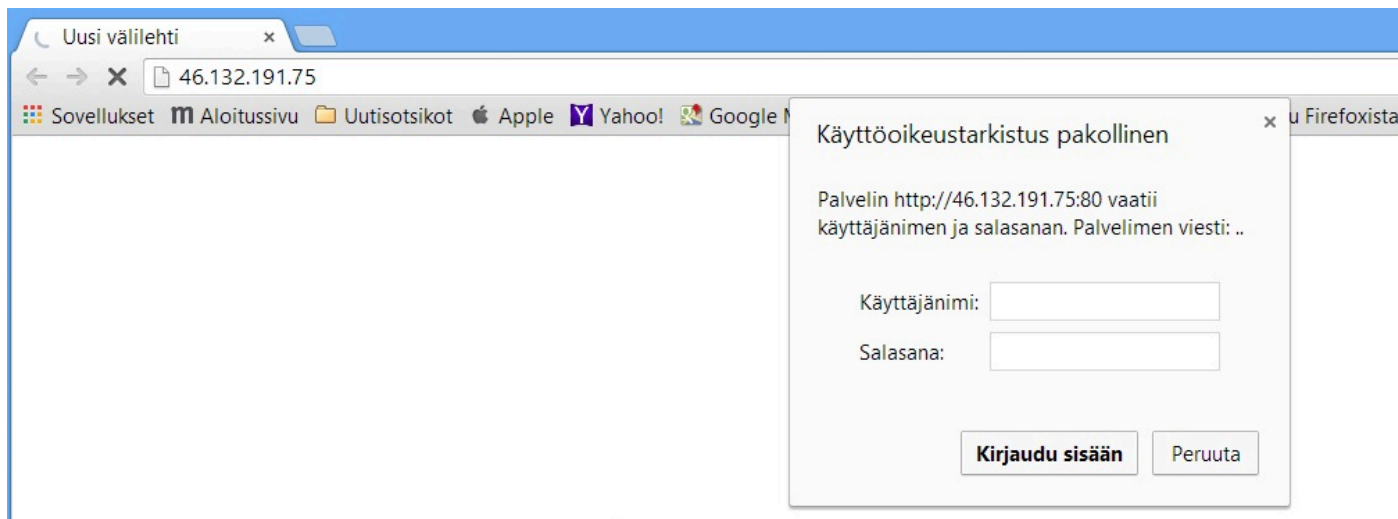 Uusi välilehti
46.132.191.75
Sovellukset m Aloitussivu Uutisotsikot Apple Y Yahoo! Google u Firefoxista
Käyttöoikeustarkistus pakollinen
Palvelin http://46.132.191.75:80 vaatii
käyttäjänimen ja salasanan. Palvelimen viesti: ..
Käyttäjänimi:
Salasana:
Kirjaudu sisään Peruuta